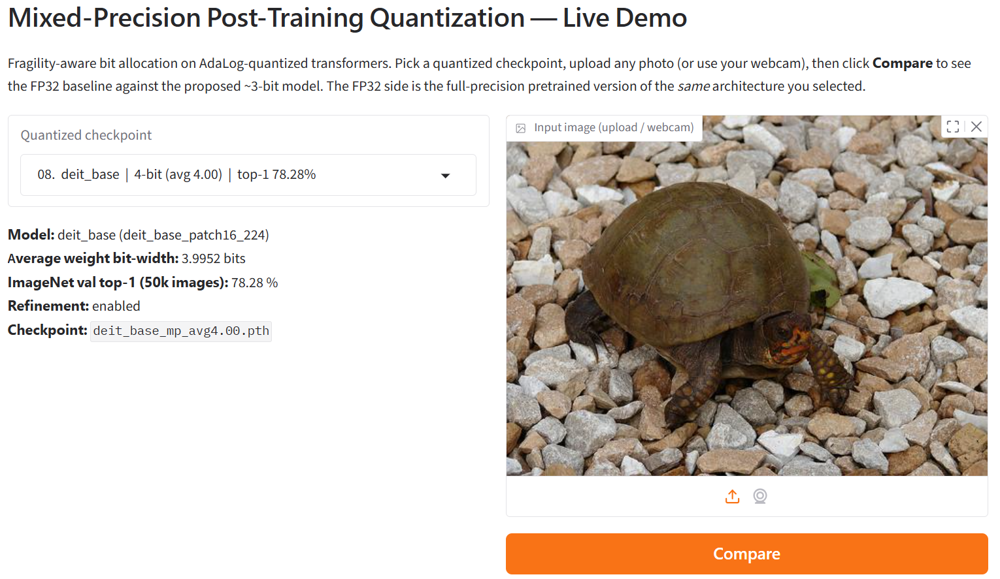 Mixed-Precision Post-Training Quantization — Live Demo
Fragility-aware bit allocation on AdaLog-quantized transformers. Pick a quantized checkpoint, upload any photo (or use your webcam), then click Compare to see
the FP32 baseline against the proposed ~3-bit model. The FP32 side is the full-precision pretrained version of the same architecture you selected.
Quantized checkpoint
08. deit_base | 4-bit (avg 4.00) | top-1 78.28%
Model: deit_base (deit_base_patch16_224)
Average weight bit-width: 3.9952 bits
ImageNet val top-1 (50k images): 78.28 %
Refinement: enabled
Checkpoint: deit_base_mp_avg4.00.pth
Input image (upload / webcam)
Compare